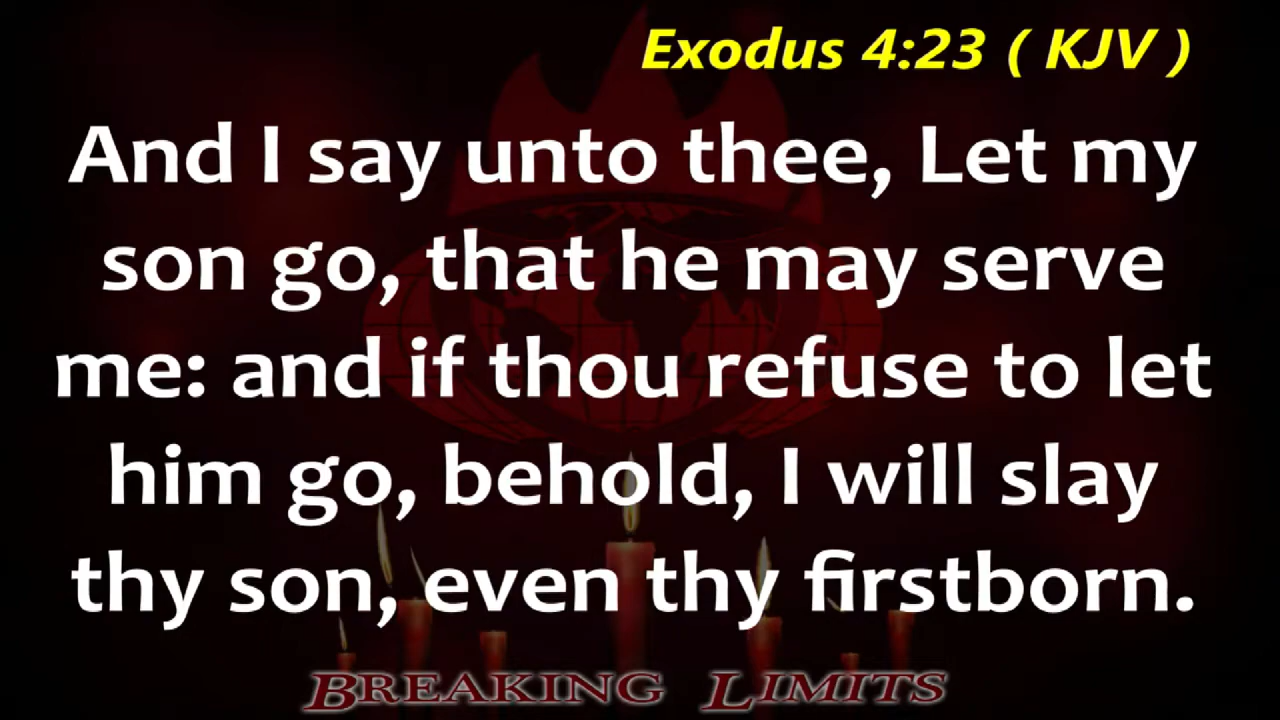 Exodus 4:23 ( KJV )
And I say unto thee, Let my
son go, that he may serve
me: and if thou refuse to let
him go, behold, I will slay
thy son, even thy firstborn.
BREAKING LIMITS